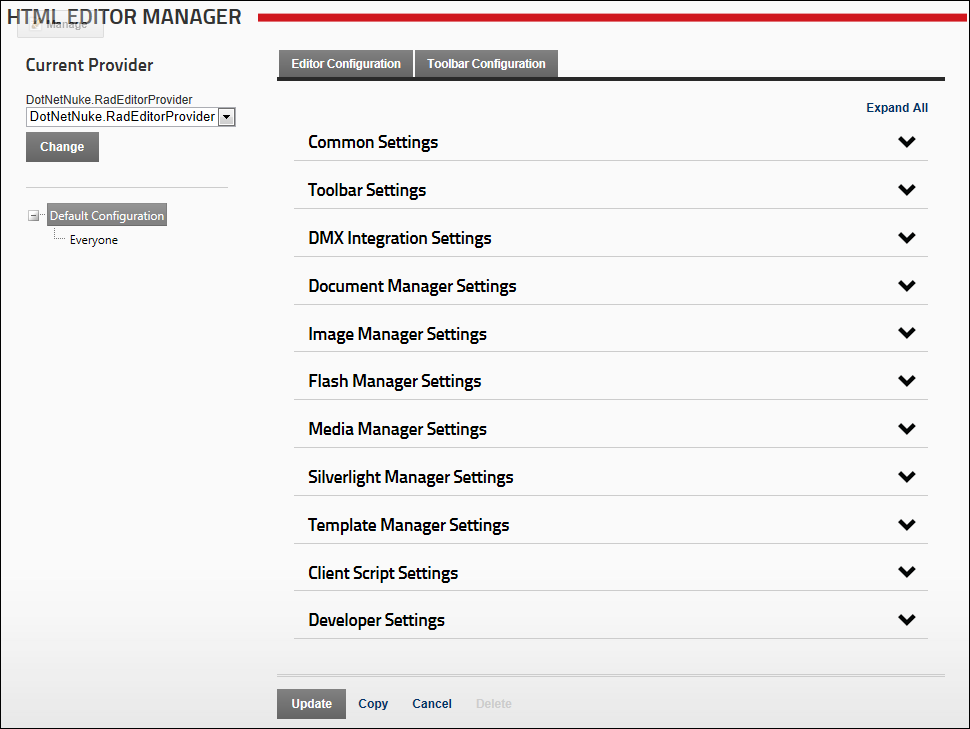 HTML EDITOR MANAGER
Manage
Current Provider
DotNetNuke.RadEditorProvider
DotNetNuke.RadEditorProvider
Change
Default Configuration
Everyone
Editor Configuration
Toolbar Configuration
Expand All
Common Settings
Toolbar Settings
DMX Integration Settings
Document Manager Settings
Image Manager Settings
Flash Manager Settings
Media Manager Settings
Silverlight Manager Settings
Template Manager Settings
Client Script Settings
Developer Settings
Update
Copy
Cancel
Delete